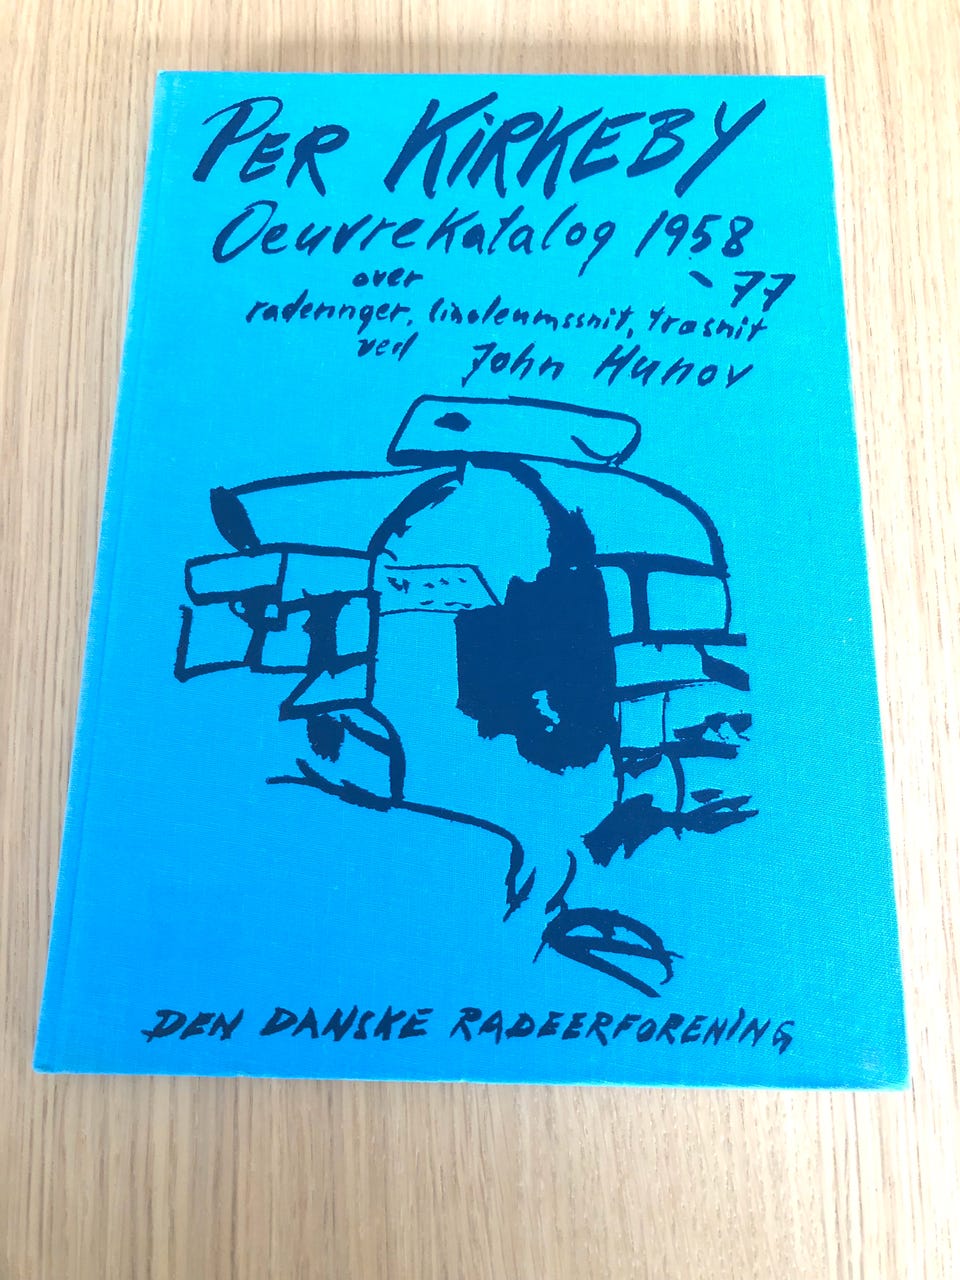 PER KiRKEBY
Oeuvrekatalog 1958
-77
over
raderinger, linoleumssnit, træsnit
ved John Hunov
DEN DANSKE RADEERFORENING